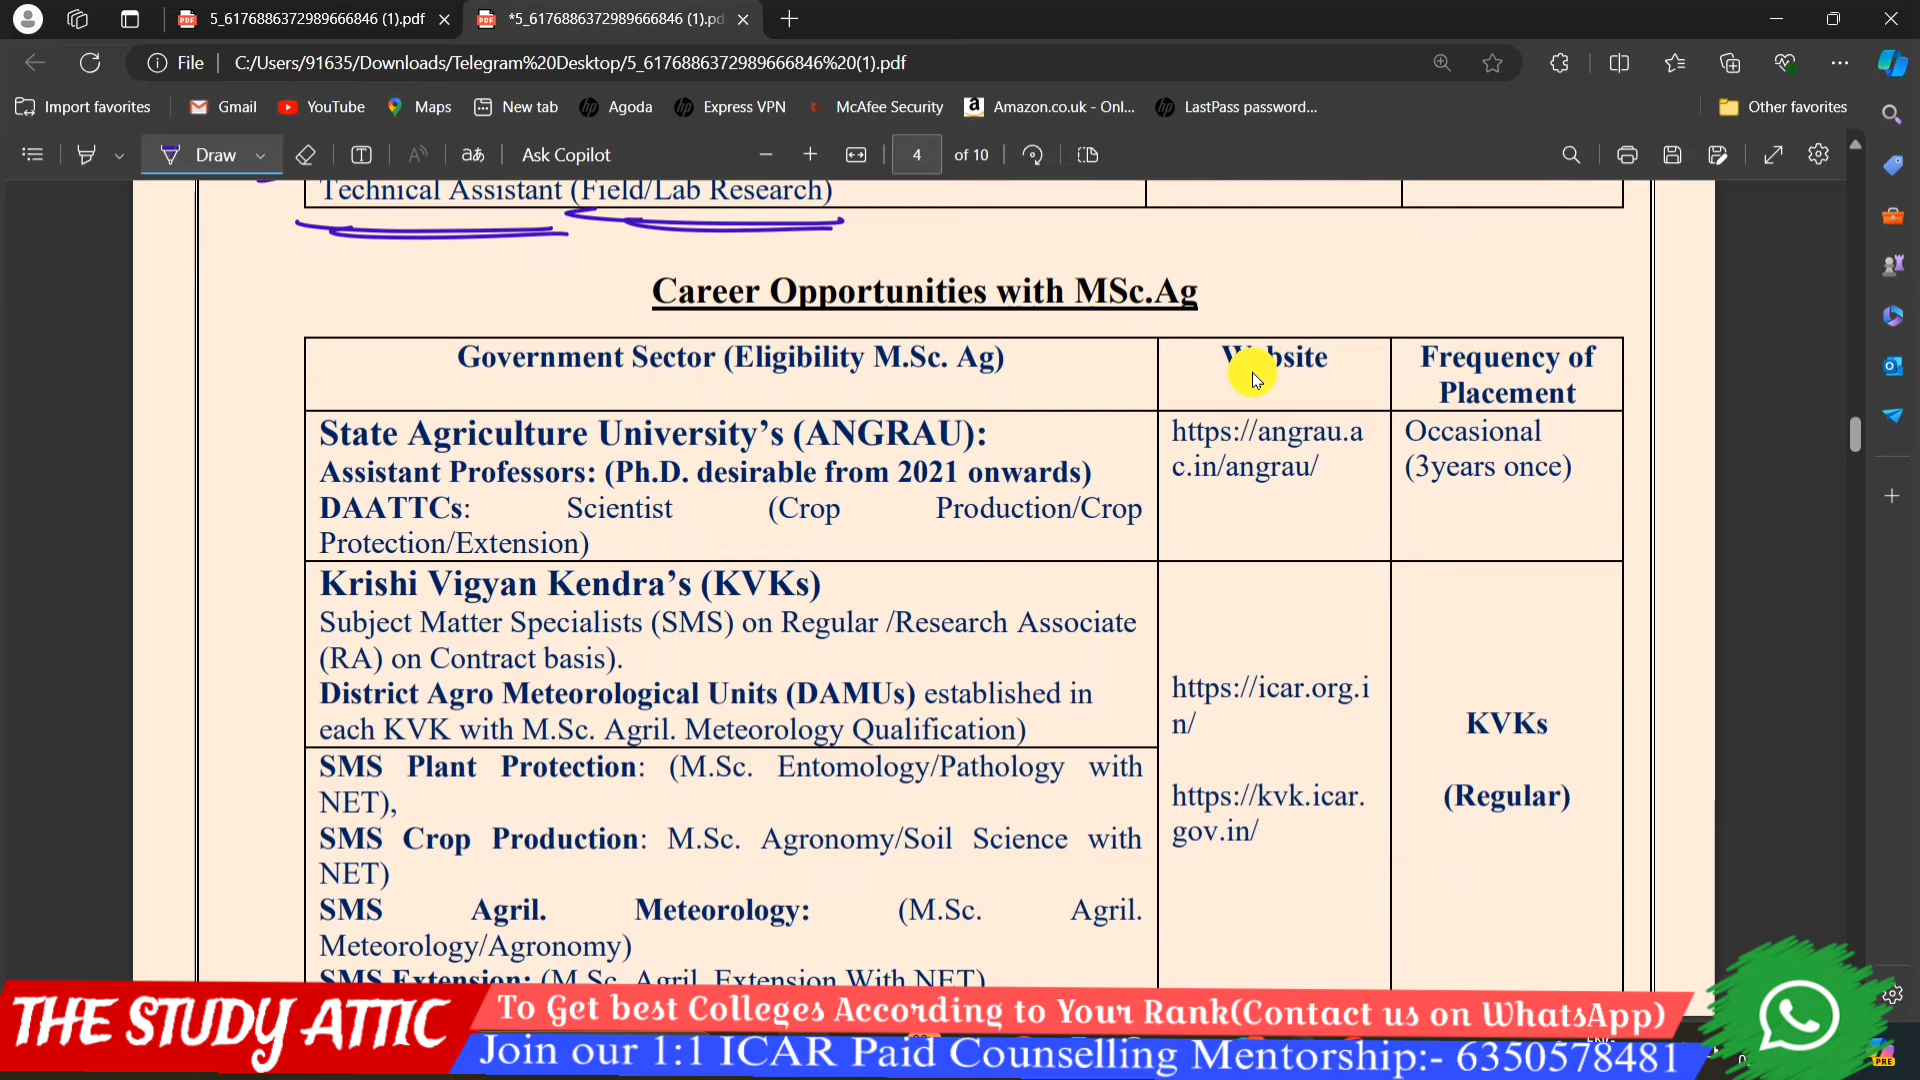 5_6176886372989666846 (1).pdf
*5_6176886372989666846 (1).pd
File
C:/Users/91635/Downloads/Telegram%20Desktop/5_6176886372989666846%20(1).pdf
Import favorites
Gmail
YouTube
Maps
New tab
Agoda
Express VPN
McAfee Security
Amazon.co.uk - Onl...
LastPass password...
Other favorites
Draw
Ask Copilot
4
of 10
Technical Assistant (Field/Lab Research)
Career Opportunities with MSc.Ag
Government Sector (Eligibility M.Sc. Ag)
Website
Frequency of
Placement
State Agriculture University’s (ANGRAU):
Assistant Professors: (Ph.D. desirable from 2021 onwards)
DAATTCs: Scientist (Crop Production/Crop
Protection/Extension)
https://angrau.a
c.in/angrau/
Occasional
(3years once)
Krishi Vigyan Kendra’s (KVKs)
Subject Matter Specialists (SMS) on Regular /Research Associate
(RA) on Contract basis).
District Agro Meteorological Units (DAMUs) established in
each KVK with M.Sc. Agril. Meteorology Qualification)
SMS Plant Protection: (M.Sc. Entomology/Pathology with
NET),
SMS Crop Production: M.Sc. Agronomy/Soil Science with
NET)
SMS Agril. Meteorology: (M.Sc. Agril.
Meteorology/Agronomy)
SMS Extension: (M.Sc. Agril. Extension With NET)
https://icar.org.i
n/
https://kvk.icar.
gov.in/
KVKs
(Regular)
THE STUDY ATTIC
To Get best Colleges According to Your Rank(Contact us on WhatsApp)
Join our 1:1 ICAR Paid Counselling Mentorship:- 6350578481
PRE